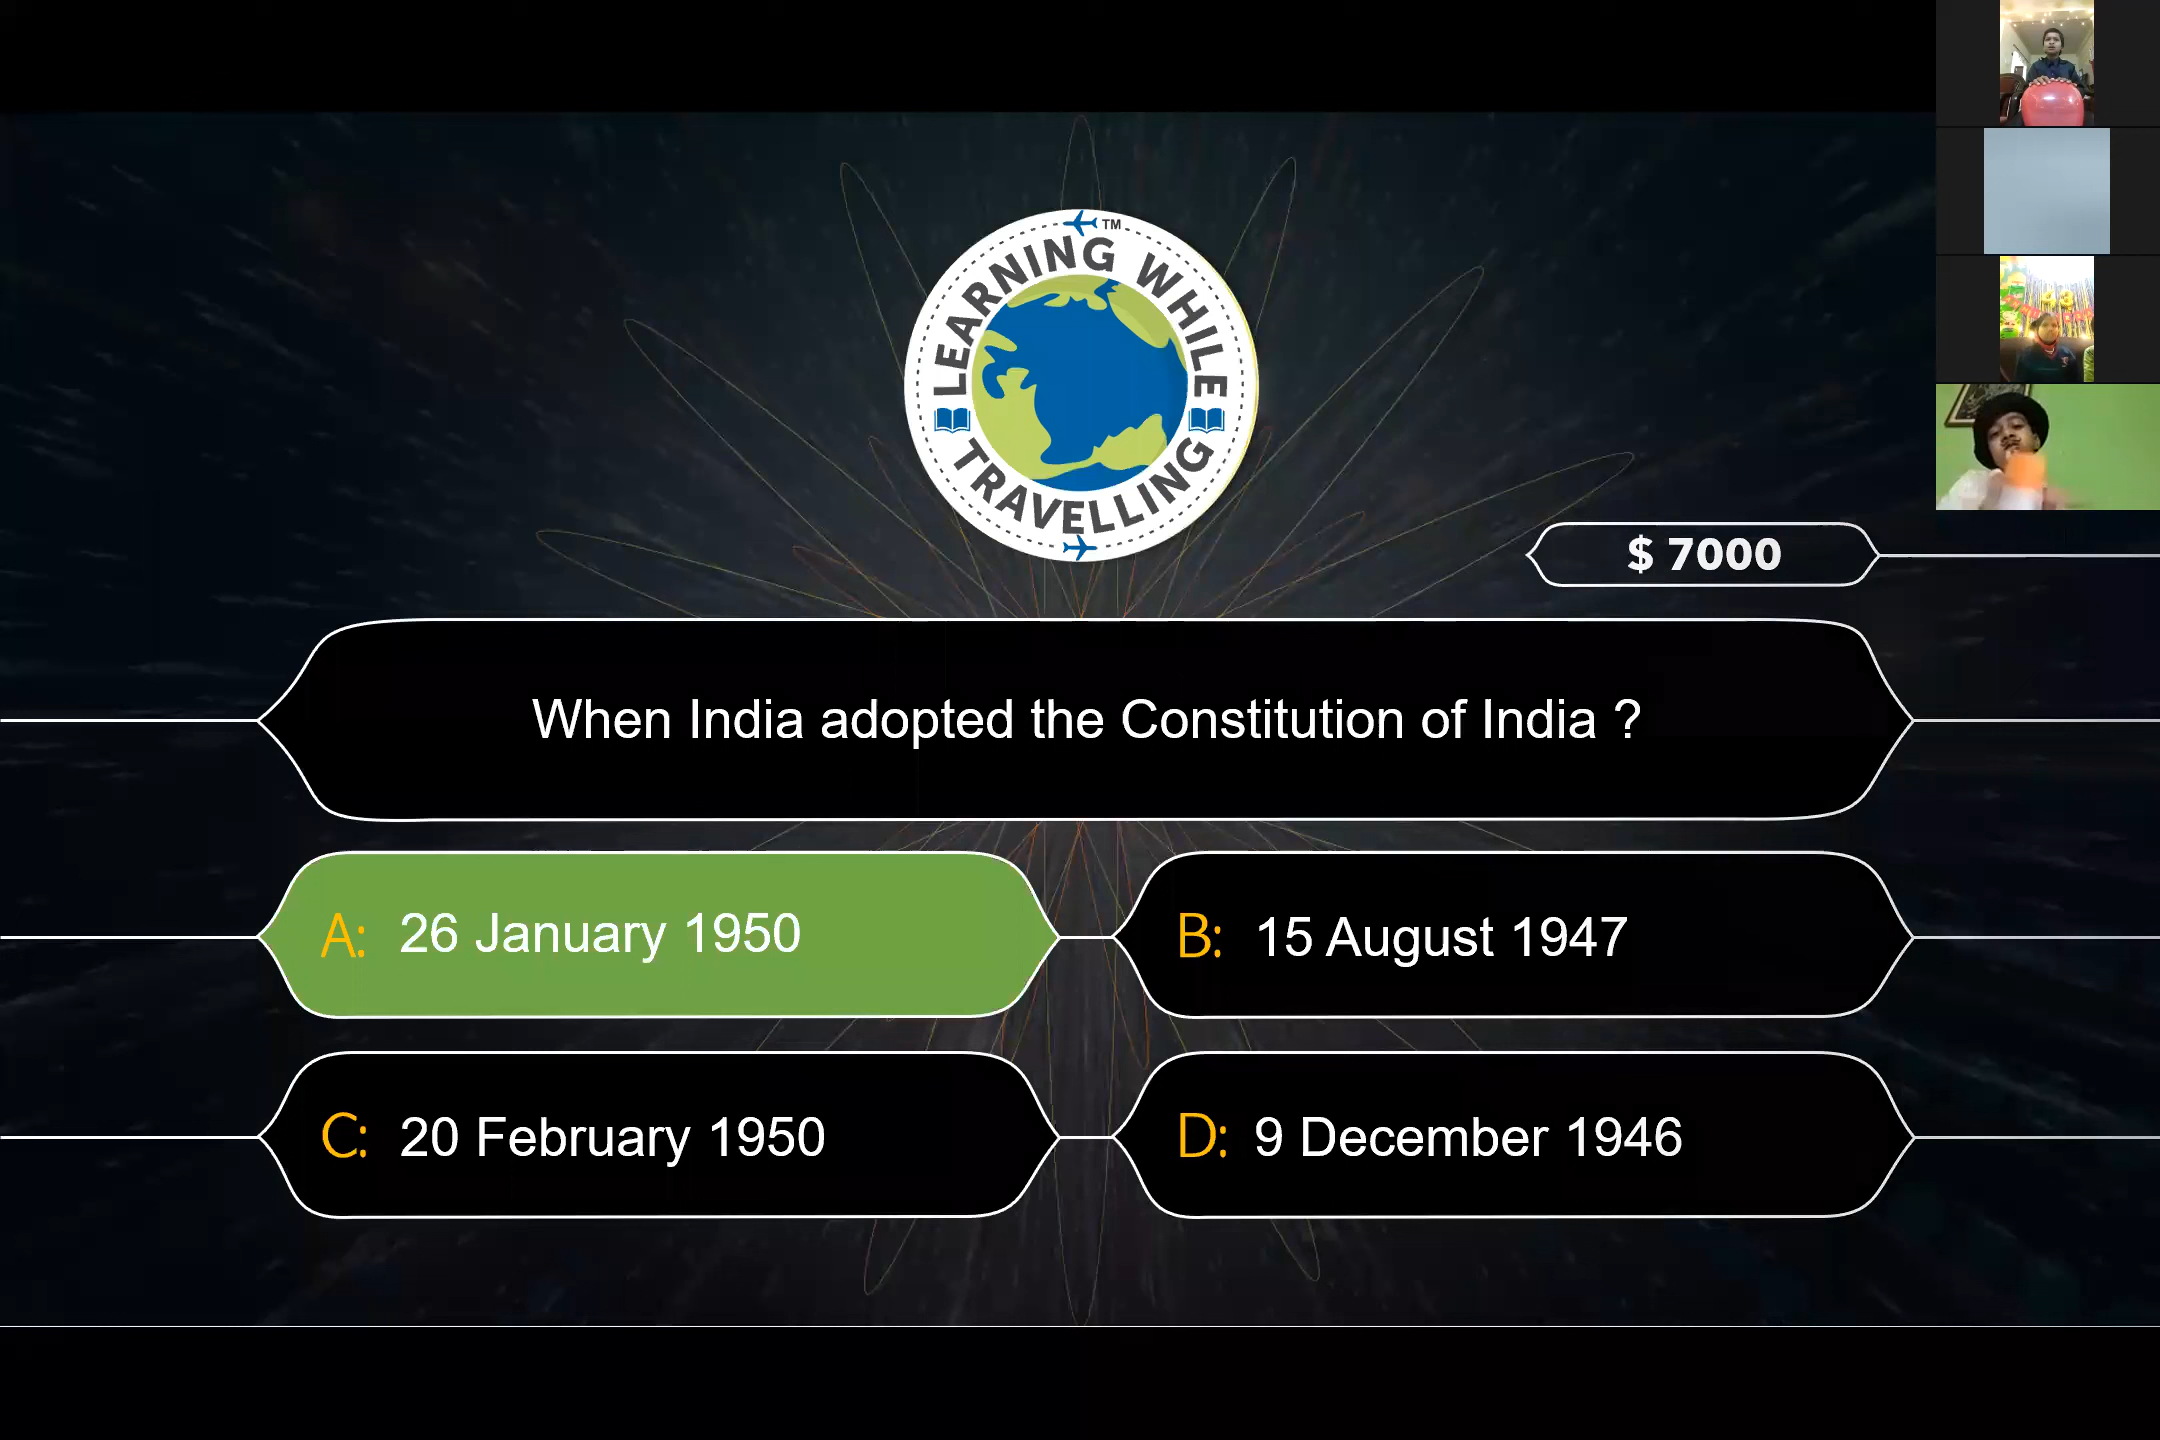 LEARNING WHILE
TRAVELLING
TM
$ 7000
When India adopted the Constitution of India ?
A: 26 January 1950
B: 15 August 1947
C: 20 February 1950
D: 9 December 1946